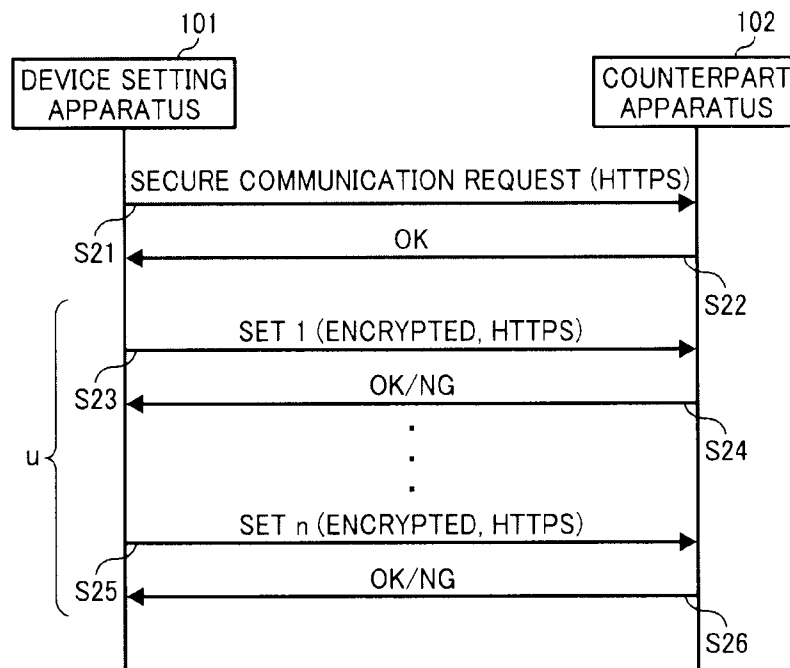 101
102
DEVICE SETTING
APPARATUS
COUNTERPART
APPARATUS
SECURE COMMUNICATION REQUEST (HTTPS)
S21
OK
S22
u
SET 1 (ENCRYPTED, HTTPS)
S23
OK/NG
S24
SET n (ENCRYPTED, HTTPS)
S25
OK/NG
S26